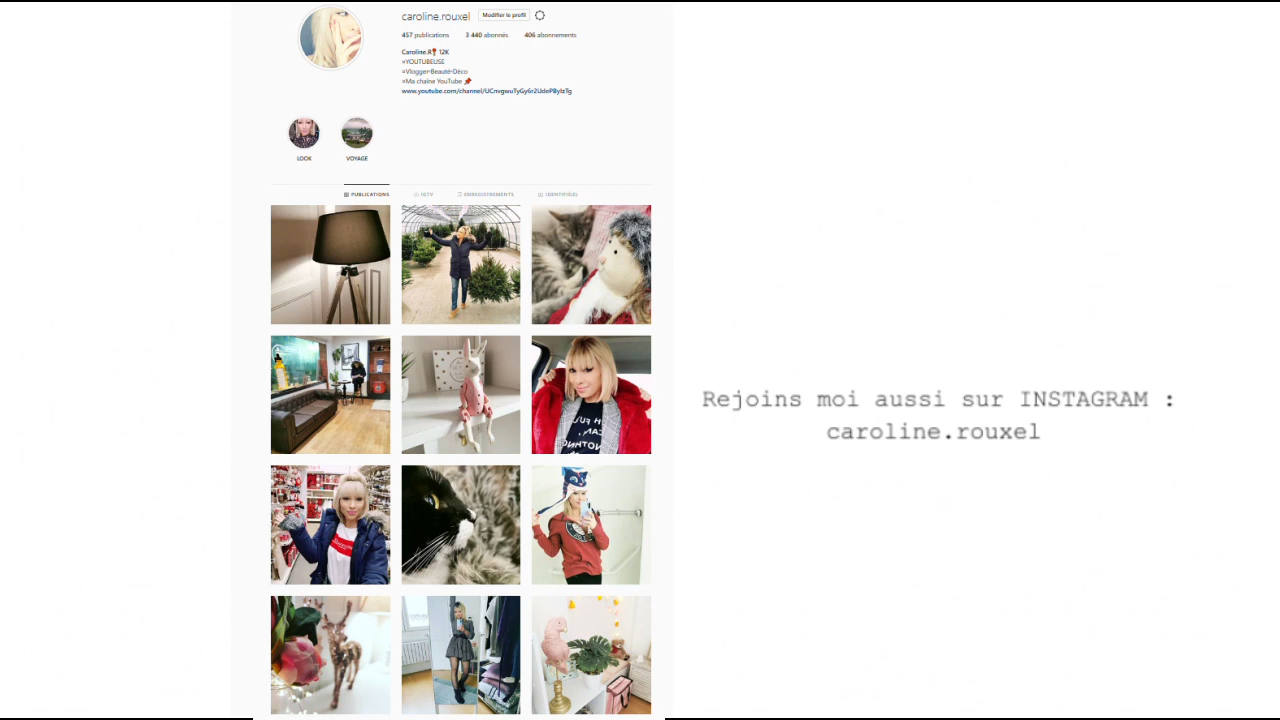 caroline.rouxel Modifier le profil
457 publications 3 440 abonnés 406 abonnements
Caroline.R📍 12K
=YOUTUBEUSE
=Vlogger•Beauté•Déco
=Ma chaîne YouTube 📌
LOOK VOYAGE
PUBLICATIONS IGTV ENREGISTREMENTS IDENTIFIÉ(E)
Rejoins moi aussi sur INSTAGRAM :
caroline.rouxel